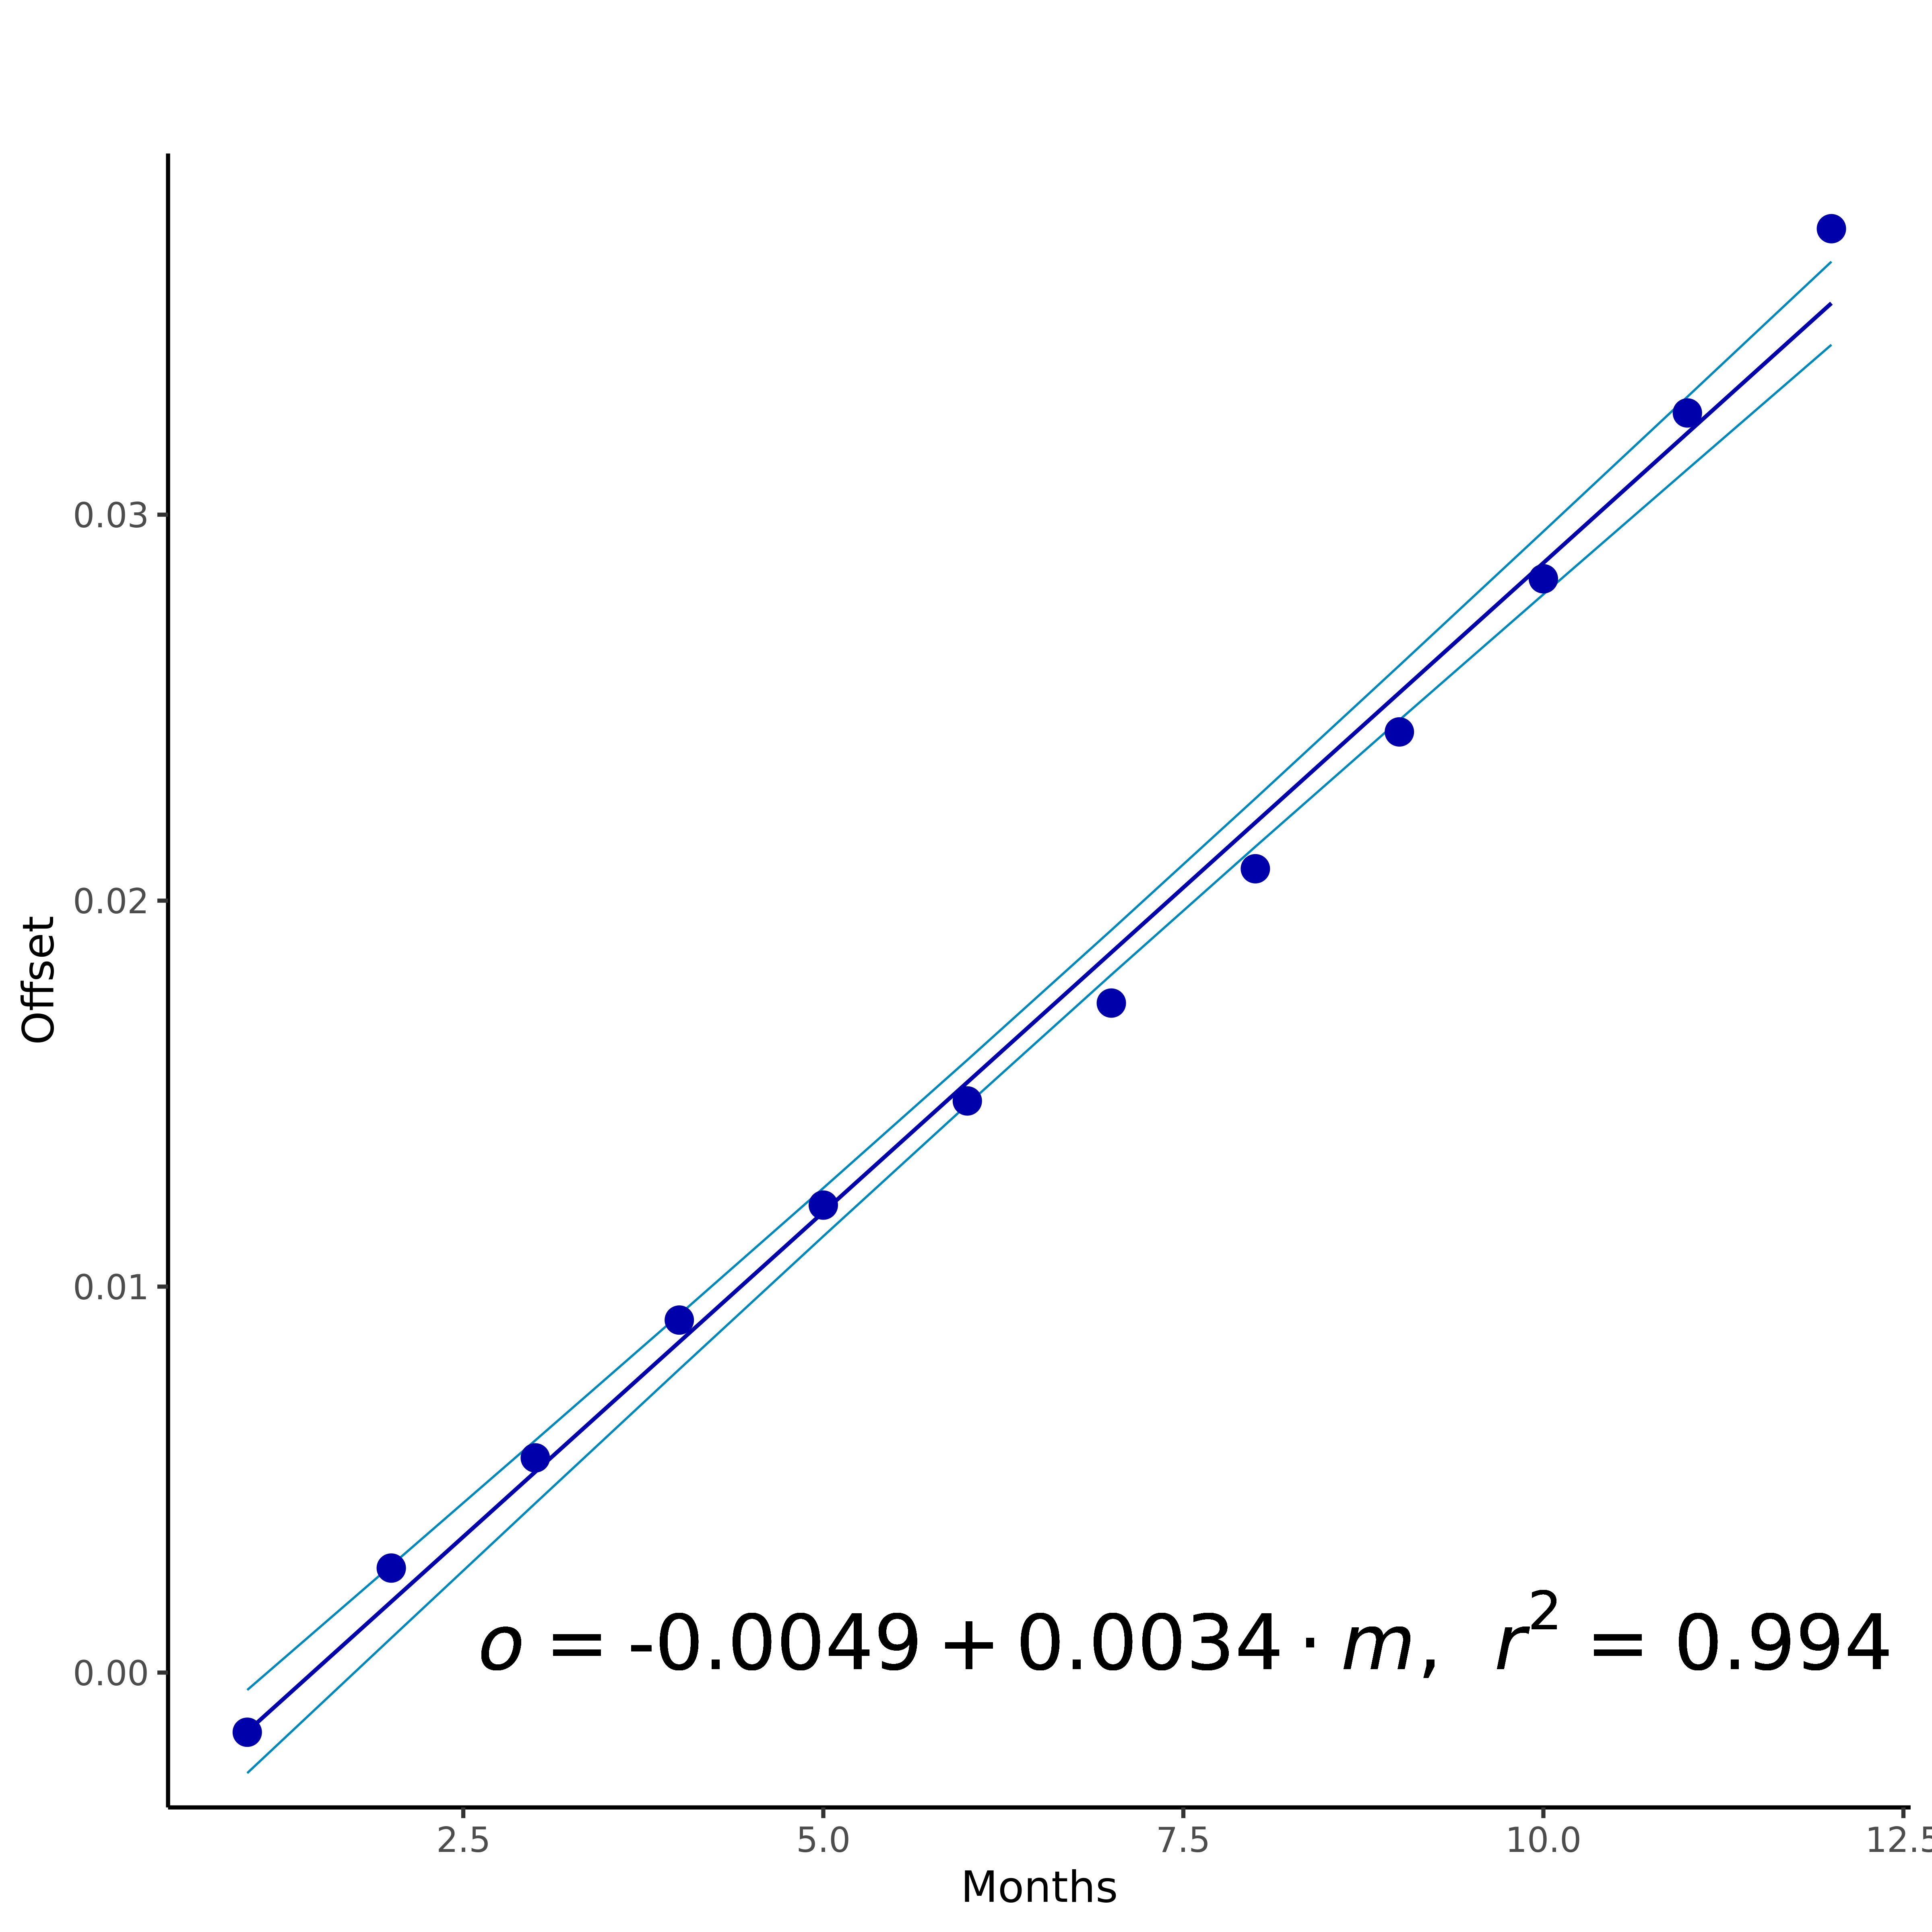 0.03
0.02
0.01
0.00
Offset
o = -0.0049 + 0.0034 · m, r² = 0.994
2.5 5.0 7.5 10.0 12.5
Months